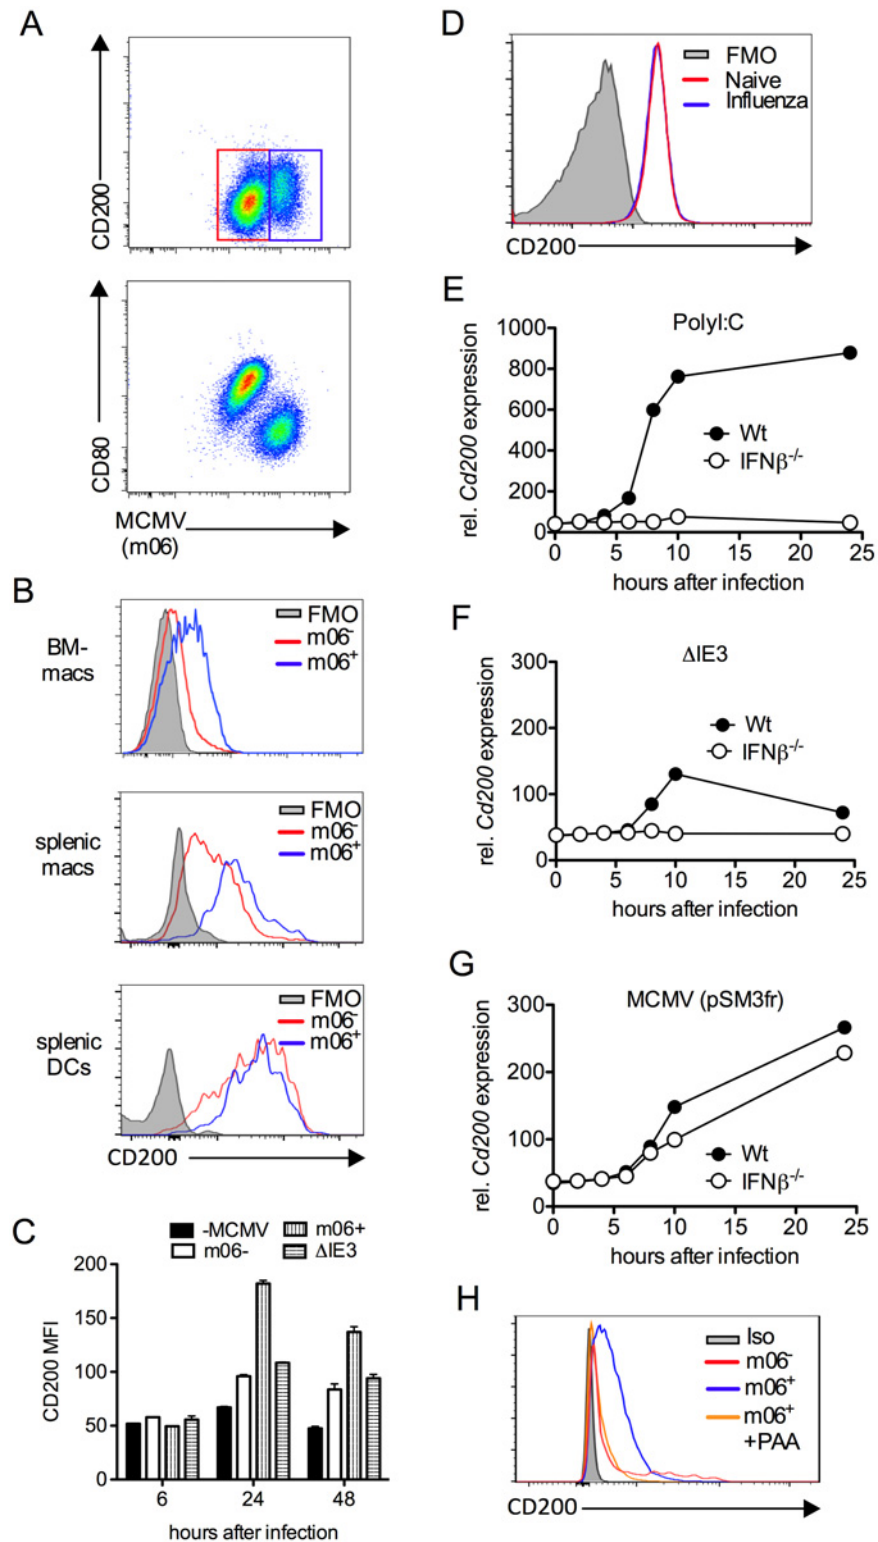 A
CD200
CD80
MCMV
(m06)
B
BM-
macs
FMO
m06-
m06+
splenic
macs
FMO
m06-
m06+
splenic
DCs
FMO
m06-
m06+
CD200
C
-MCMV
m06-
m06+
ΔIE3
CD200 MFI
200
150
100
50
0
6
24
48
hours after infection
D
FMO
Naive
Influenza
CD200
E
PolyI:C
rel. Cd200 expression
1000
800
600
400
200
0
Wt
IFNβ-/-
0 5 10 15 20 25
hours after infection
F
ΔIE3
rel. Cd200 expression
300
200
100
0
Wt
IFNβ-/-
0 5 10 15 20 25
hours after infection
G
MCMV (pSM3fr)
rel. Cd200 expression
300
200
100
0
Wt
IFNβ-/-
0 5 10 15 20 25
hours after infection
H
Iso
m06-
m06+
m06+
+PAA
CD200